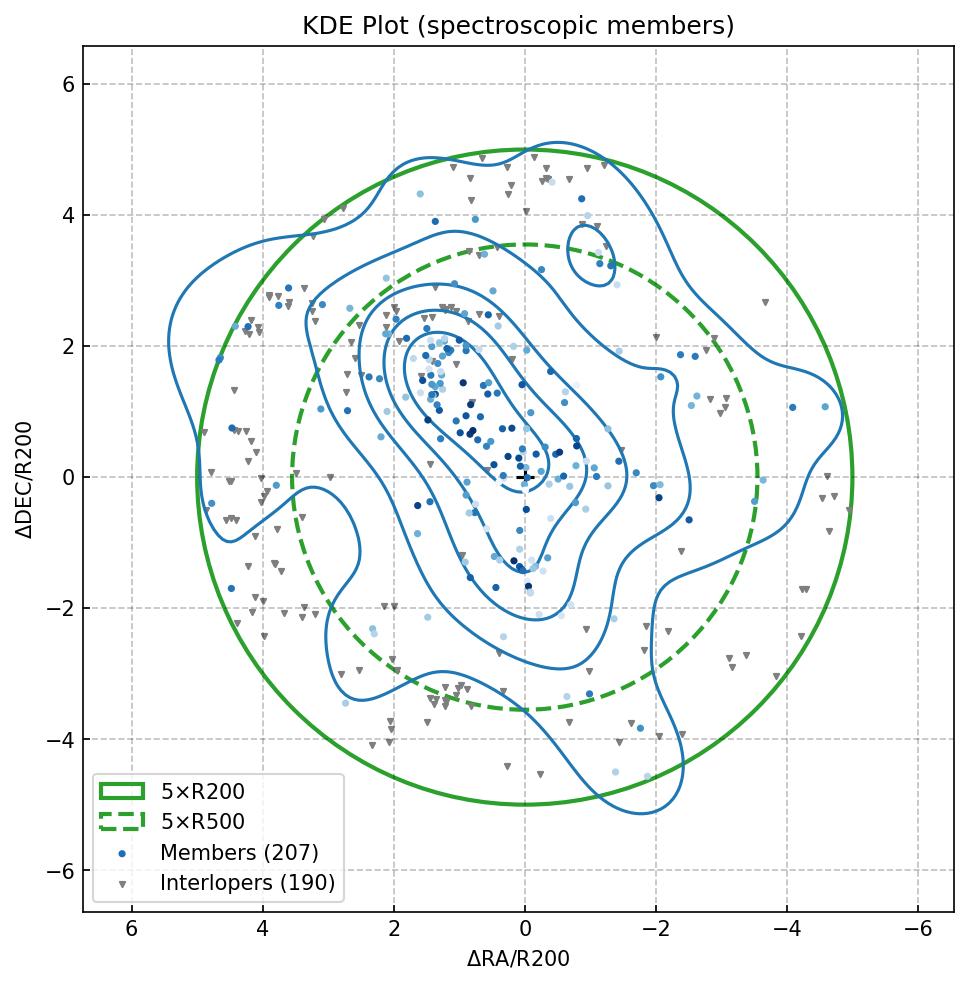 KDE Plot (spectroscopic members)
6
4
2
0
−2
−4
−6
ΔDEC/R200
5×R200
5×R500
Members (207)
Interlopers (190)
6
4
2
0
−2
−4
−6
ΔRA/R200